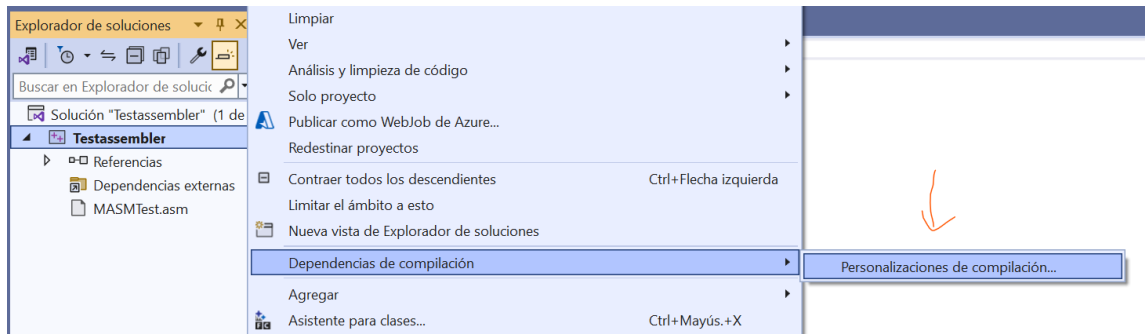 Explorador de soluciones
Buscar en Explorador de soluci
Solución "Testassembler" (1 de
Testassembler
Referencias
Dependencias externas
MASMTest.asm
Limpiar
Ver
Análisis y limpieza de código
Solo proyecto
Publicar como WebJob de Azure...
Redestinar proyectos
Contraer todos los descendientes Ctrl+Flecha izquierda
Limitar el ámbito a esto
Nueva vista de Explorador de soluciones
Dependencias de compilación
Agregar
Asistente para clases... Ctrl+Mayús.+X
Personalizaciones de compilación...